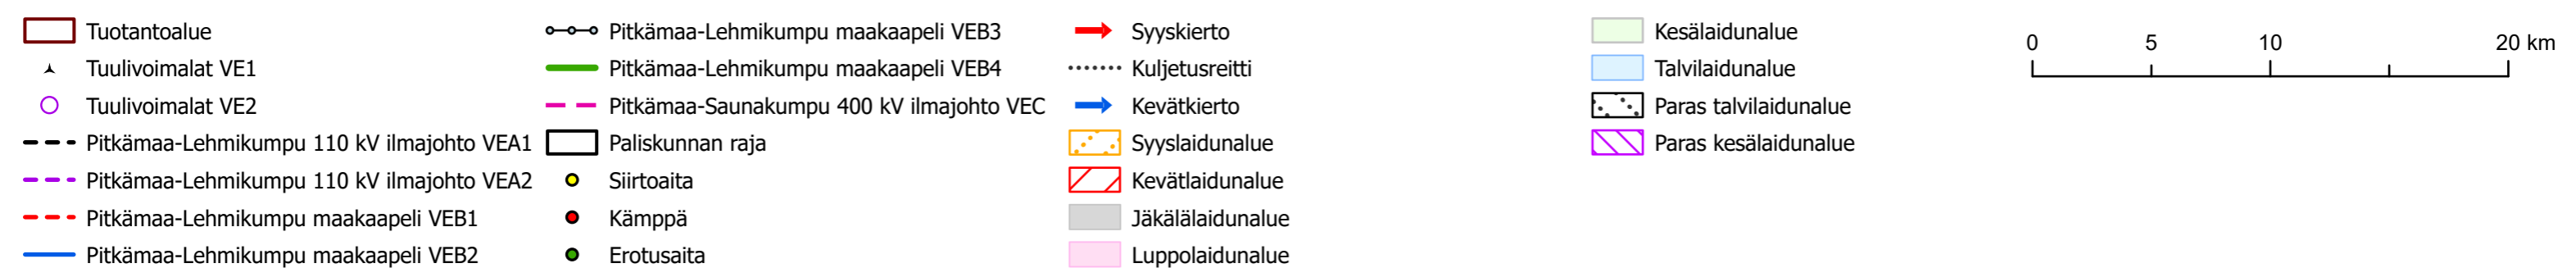 Tuotantoalue
Tuulivoimalat VE1
Tuulivoimalat VE2
Pitkämaa-Lehmikumpu 110 kV ilmajohto VEA1
Pitkämaa-Lehmikumpu 110 kV ilmajohto VEA2
Pitkämaa-Lehmikumpu maakaapeli VEB1
Pitkämaa-Lehmikumpu maakaapeli VEB2
Pitkämaa-Lehmikumpu maakaapeli VEB3
Pitkämaa-Lehmikumpu maakaapeli VEB4
Pitkämaa-Saunakumpu 400 kV ilmajohto VEC
Paliskunnan raja
Siirtoaita
Kämppä
Erotusaita
Syyskierto
Kuljetusreitti
Kevätkierto
Syyslaidunalue
Kevätlaidunalue
Jäkälälaidunalue
Luppolaidunalue
Kesälaidunalue
Talvilaidunalue
Paras talvilaidunalue
Paras kesälaidunalue
0 5 10 20 km